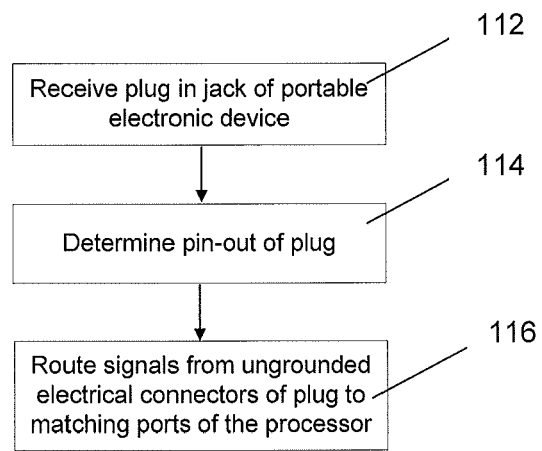 112
Receive plug in jack of portable
electronic device
114
Determine pin-out of plug
116
Route signals from ungrounded
electrical connectors of plug to
matching ports of the processor